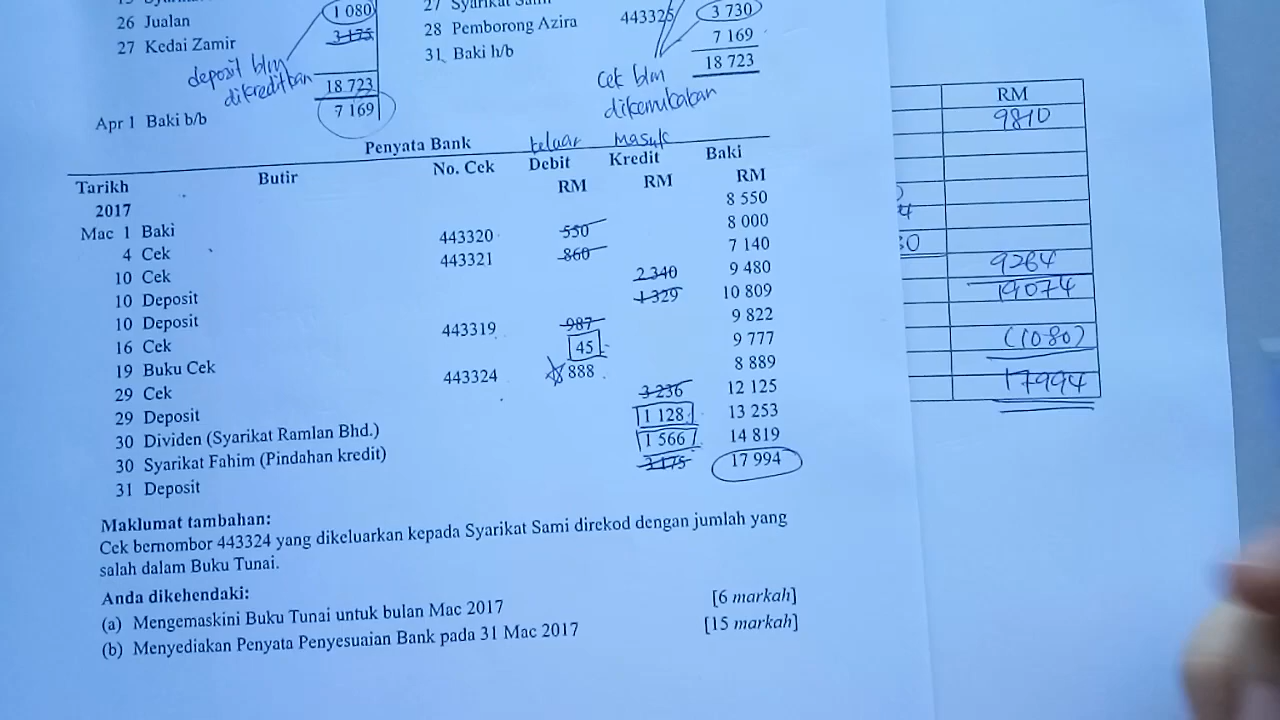 26 Jualan 1 080 27 Syarikat Sami
27 Kedai Zamir 3 175 28 Pemborong Azira 443325 3 730
31 Baki h/b 7 169
deposit blm
dikreditkan
18 723 18 723
cek blm
dikemukakan
Apr 1 Baki b/b 7 169
Penyata Bank
keluar masuk
Tarikh Butir No. Cek Debit Kredit Baki
2017 RM RM RM
Mac 1 Baki 8 550
4 Cek 443320 550 8 000
10 Cek 443321 860 7 140
10 Deposit 2 340 9 480
10 Deposit 1 329 10 809
16 Cek 443319 987 9 822
19 Buku Cek 45 9 777
29 Cek 443324 888 8 889
29 Deposit 3 236 12 125
30 Dividen (Syarikat Ramlan Bhd.) 1 128 13 253
30 Syarikat Fahim (Pindahan kredit) 1 566 14 819
31 Deposit 3 175 17 994
Maklumat tambahan:
Cek bernombor 443324 yang dikeluarkan kepada Syarikat Sami direkod dengan jumlah yang
salah dalam Buku Tunai.
Anda dikehendaki:
(a) Mengemaskini Buku Tunai untuk bulan Mac 2017 [6 markah]
(b) Menyediakan Penyata Penyesuaian Bank pada 31 Mac 2017 [15 markah]
RM
9810
9264
19074
(1080)
17994